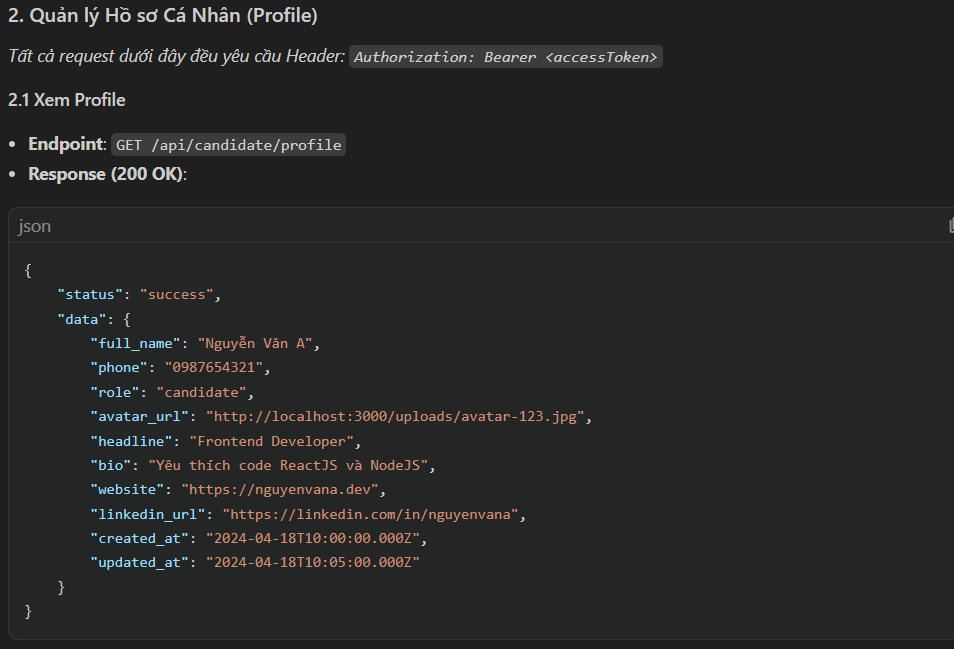 2. Quản lý Hồ sơ Cá Nhân (Profile)
Tất cả request dưới đây đều yêu cầu Header: Authorization: Bearer <accessToken>
2.1 Xem Profile
• Endpoint: GET /api/candidate/profile
• Response (200 OK):
json
{
    "status": "success",
    "data": {
        "full_name": "Nguyễn Văn A",
        "phone": "0987654321",
        "role": "candidate",
        "avatar_url": "http://localhost:3000/uploads/avatar-123.jpg",
        "headline": "Frontend Developer",
        "bio": "Yêu thích code ReactJS và NodeJS",
        "website": "https://nguyenvana.dev",
        "linkedin_url": "https://linkedin.com/in/nguyenvana",
        "created_at": "2024-04-18T10:00:00.000Z",
        "updated_at": "2024-04-18T10:05:00.000Z"
    }
}